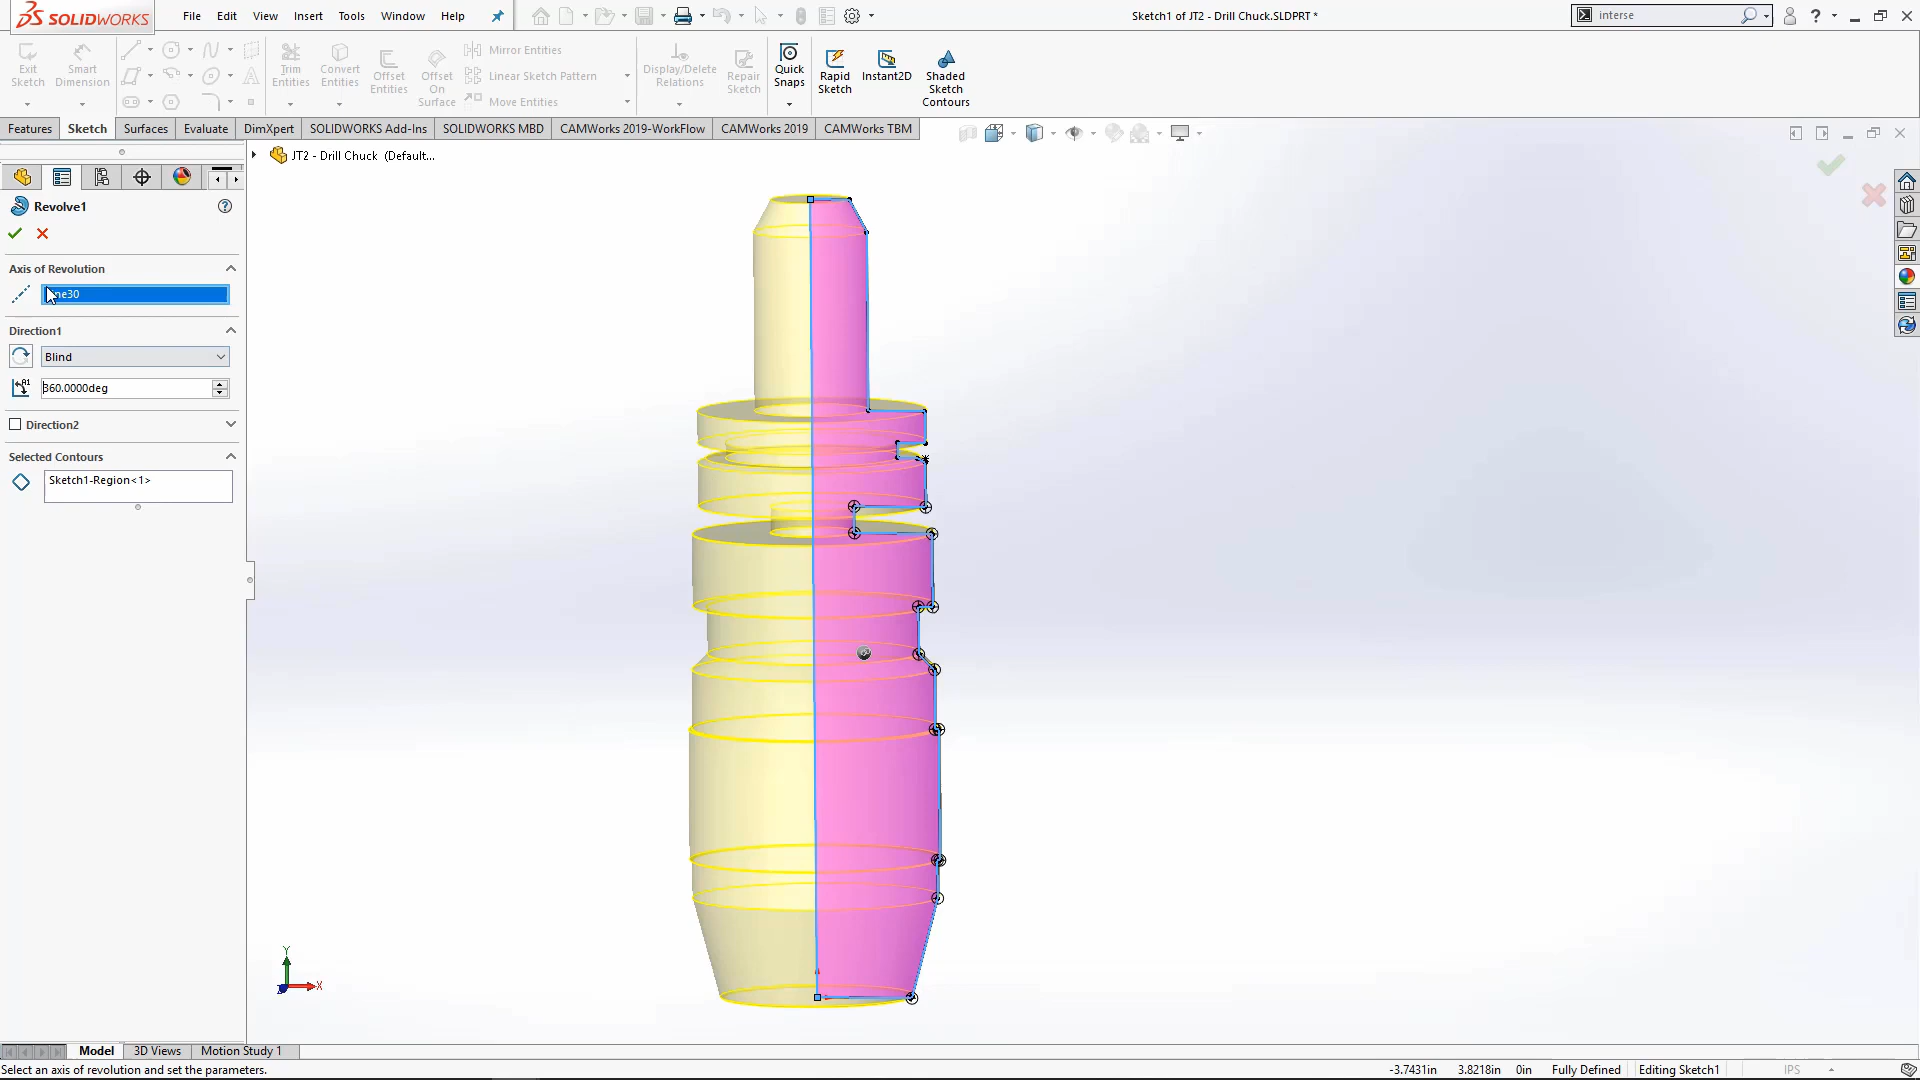 SOLIDWORKS File Edit View Insert Tools Window Help Sketch1 of JT2 - Drill Chuck.SLDPRT * interse ?
Exit Sketch
Smart Dimension
Trim Entities
Convert Entities
Offset Entities
Offset On Surface
Mirror Entities
Linear Sketch Pattern
Move Entities
Display/Delete Relations
Repair Sketch
Quick Snaps
Rapid Sketch
Instant2D
Shaded Sketch Contours
Features Sketch Surfaces Evaluate DimXpert SOLIDWORKS Add-Ins SOLIDWORKS MBD CAMWorks 2019-WorkFlow CAMWorks 2019 CAMWorks TBM
JT2 - Drill Chuck (Default...
Revolve1 ?
Axis of Revolution
ne30
Direction1
Blind
360.0000deg
Direction2
Selected Contours
Sketch1-Region<1>
Y
X
Z
Model 3D Views Motion Study 1
Select an axis of revolution and set the parameters. -3.7431in 3.8218in 0in Fully Defined Editing Sketch1 IPS